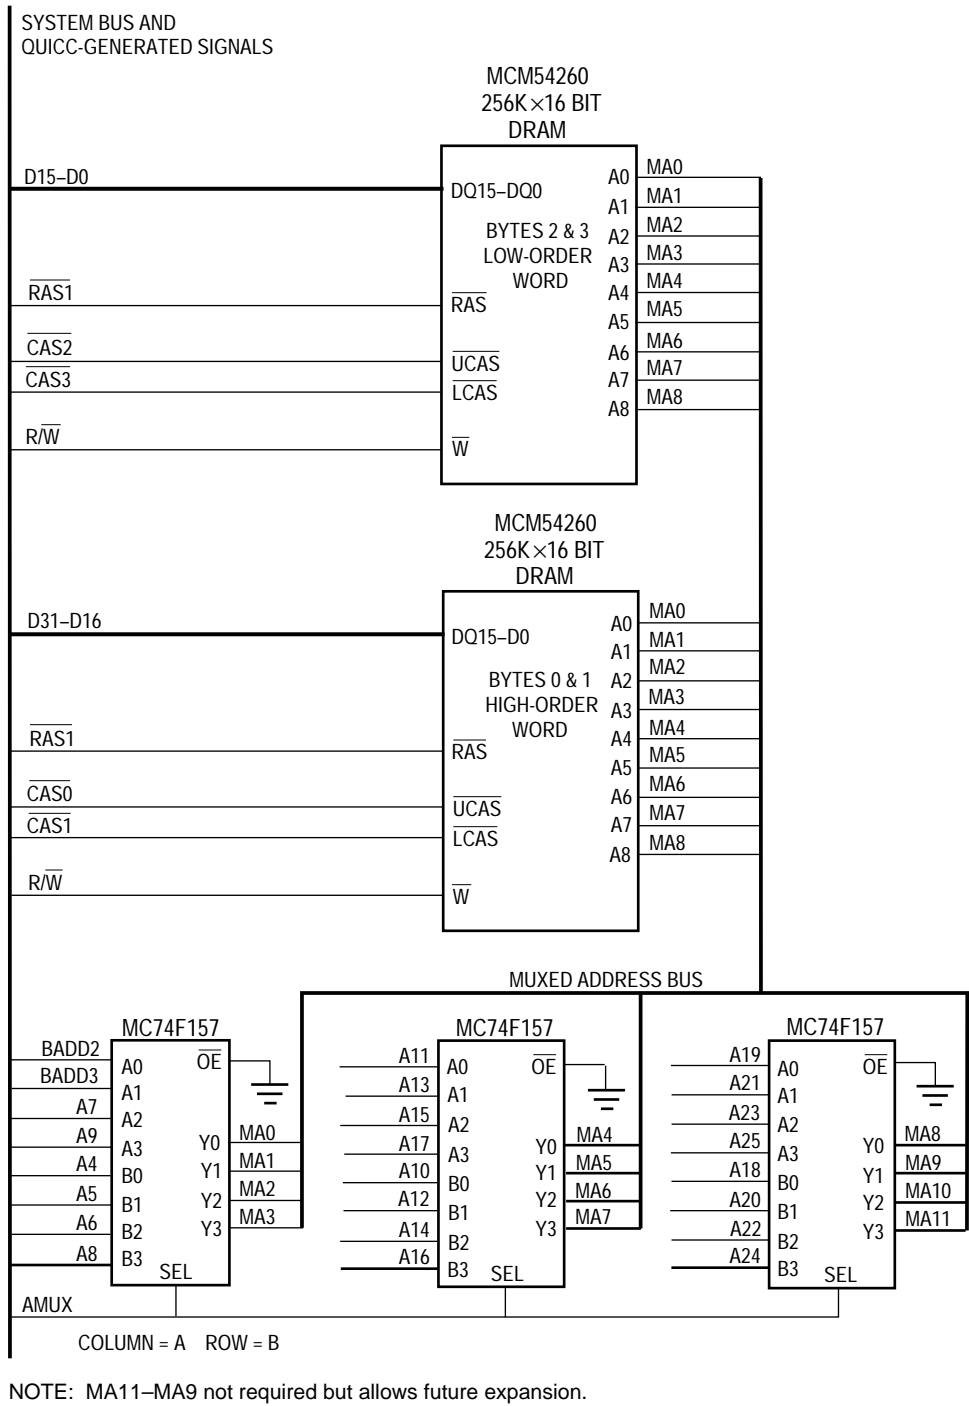 SYSTEM BUS AND
QUICC-GENERATED SIGNALS
MCM54260
256K×16 BIT
DRAM
D15–D0
DQ15–DQ0
BYTES 2 & 3
LOW-ORDER
WORD
RAS1
RAS
CAS2
UCAS
CAS3
LCAS
R/W
W
A0 MA0
A1 MA1
A2 MA2
A3 MA3
A4 MA4
A5 MA5
A6 MA6
A7 MA7
A8 MA8
MCM54260
256K×16 BIT
DRAM
D31–D16
DQ15–D0
BYTES 0 & 1
HIGH-ORDER
WORD
RAS1
RAS
CAS0
UCAS
CAS1
LCAS
R/W
W
A0 MA0
A1 MA1
A2 MA2
A3 MA3
A4 MA4
A5 MA5
A6 MA6
A7 MA7
A8 MA8
MUXED ADDRESS BUS
MC74F157
BADD2 A0
BADD3 A1
A7 A2
A9 A3
A4 B0
A5 B1
A6 B2
A8 B3
OE
Y0 MA0
Y1 MA1
Y2 MA2
Y3 MA3
SEL
MC74F157
A11 A0
A13 A1
A15 A2
A17 A3
A10 B0
A12 B1
A14 B2
A16 B3
OE
Y0 MA4
Y1 MA5
Y2 MA6
Y3 MA7
SEL
MC74F157
A19 A0
A21 A1
A23 A2
A25 A3
A18 B0
A20 B1
A22 B2
A24 B3
OE
Y0 MA8
Y1 MA9
Y2 MA10
Y3 MA11
SEL
AMUX
COLUMN = A ROW = B
NOTE: MA11–MA9 not required but allows future expansion.